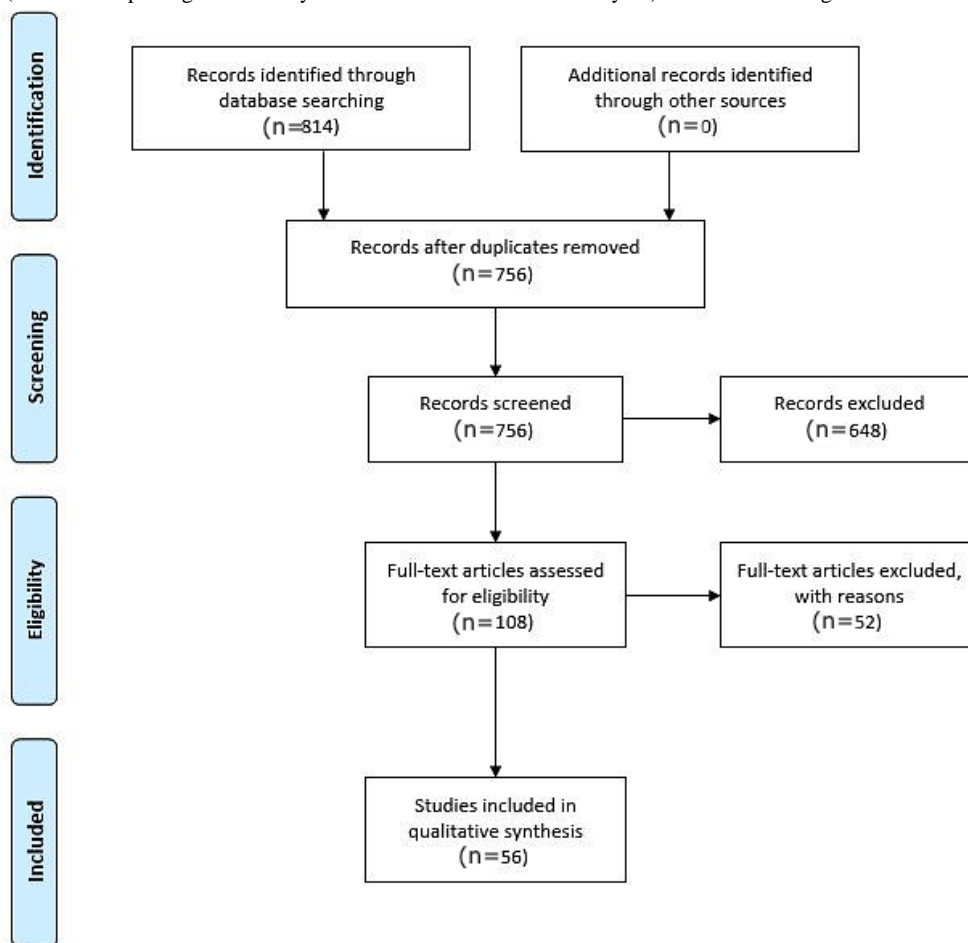 Identification
Records identified through
database searching
(n=814)
Additional records identified
through other sources
(n=0)
Records after duplicates removed
(n=756)
Screening
Records screened
(n=756)
Records excluded
(n=648)
Eligibility
Full-text articles assessed
for eligibility
(n=108)
Full-text articles excluded,
with reasons
(n=52)
Included
Studies included in
qualitative synthesis
(n=56)